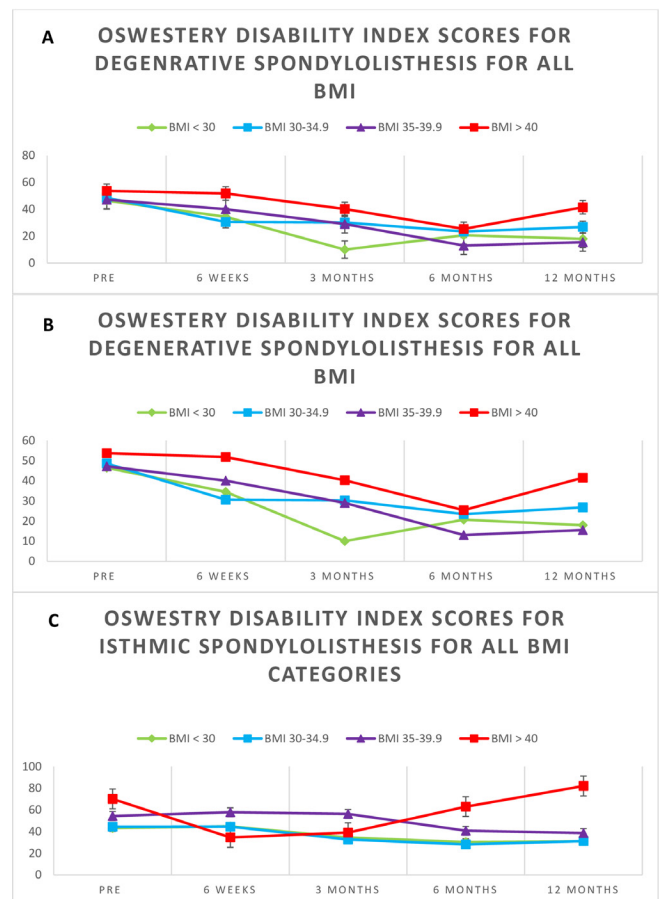 A
OSWESTERY DISABILITY INDEX SCORES FOR
DEGENRATIVE SPONDYLOLISTHESIS FOR ALL
BMI
BMI < 30 BMI 30-34.9 BMI 35-39.9 BMI > 40
80
60
40
20
0
PRE 6 WEEKS 3 MONTHS 6 MONTHS 12 MONTHS
B
OSWESTERY DISABILITY INDEX SCORES FOR
DEGENERATIVE SPONDYLOLISTHESIS FOR ALL
BMI
BMI < 30 BMI 30-34.9 BMI 35-39.9 BMI > 40
60
50
40
30
20
10
0
PRE 6 WEEKS 3 MONTHS 6 MONTHS 12 MONTHS
C
OSWESTRY DISABILITY INDEX SCORES FOR
ISTHMIC SPONDYLOLISTHESIS FOR ALL BMI
CATEGORIES
BMI < 30 BMI 30-34.9 BMI 35-39.9 BMI > 40
100
80
60
40
20
0
PRE 6 WEEKS 3 MONTHS 6 MONTHS 12 MONTHS